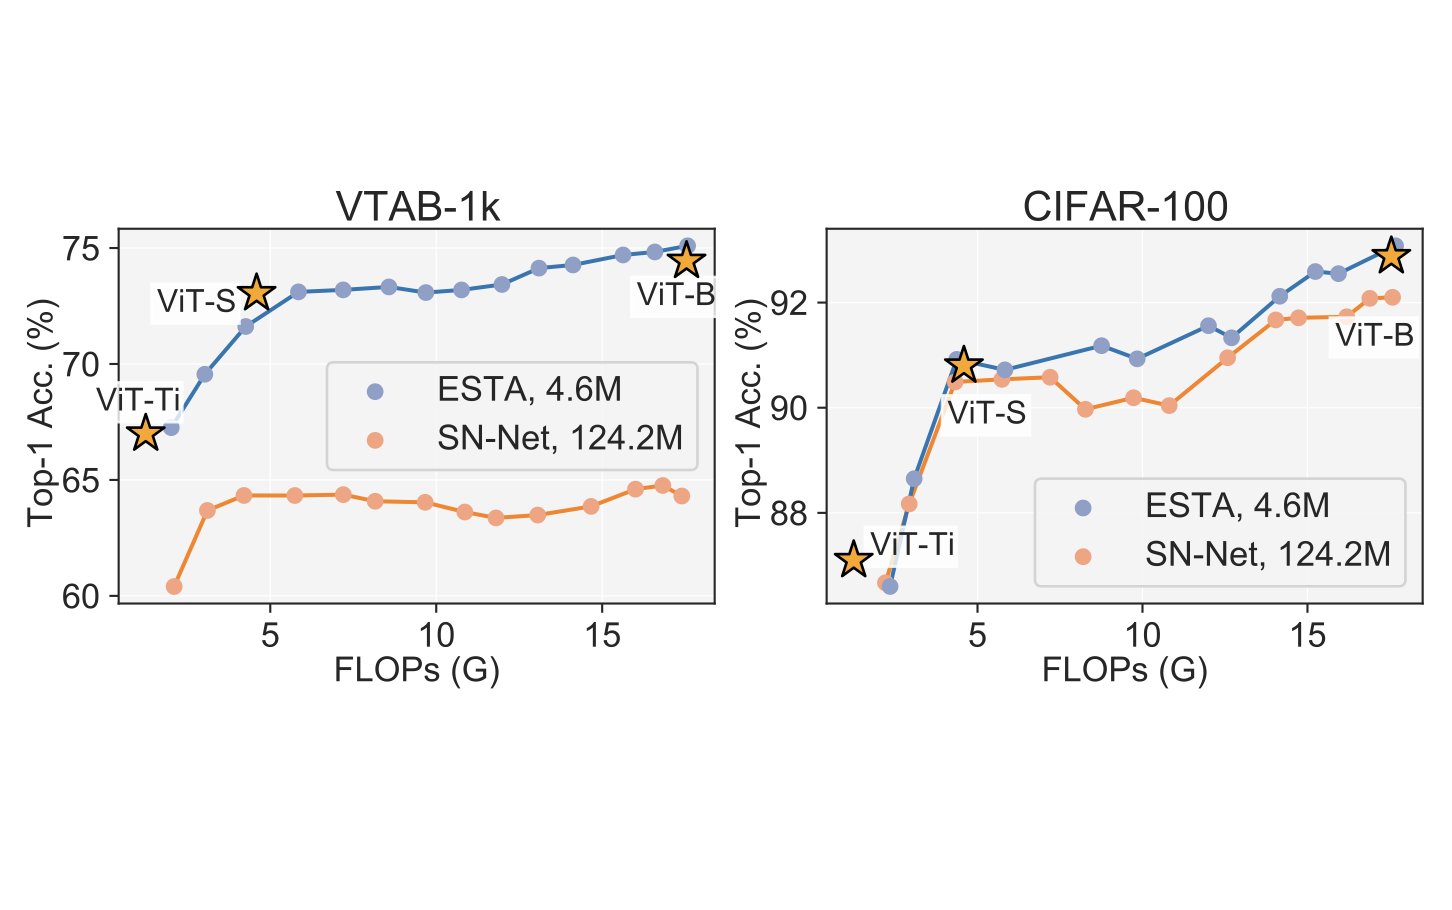 VTAB-1k
75
70
65
60
Top-1 Acc. (%)
ViT-Ti
ViT-S
ViT-B
ESTA, 4.6M
SN-Net, 124.2M
5
10
15
FLOPs (G)
CIFAR-100
92
90
88
Top-1 Acc. (%)
ViT-Ti
ViT-S
ViT-B
ESTA, 4.6M
SN-Net, 124.2M
5
10
15
FLOPs (G)